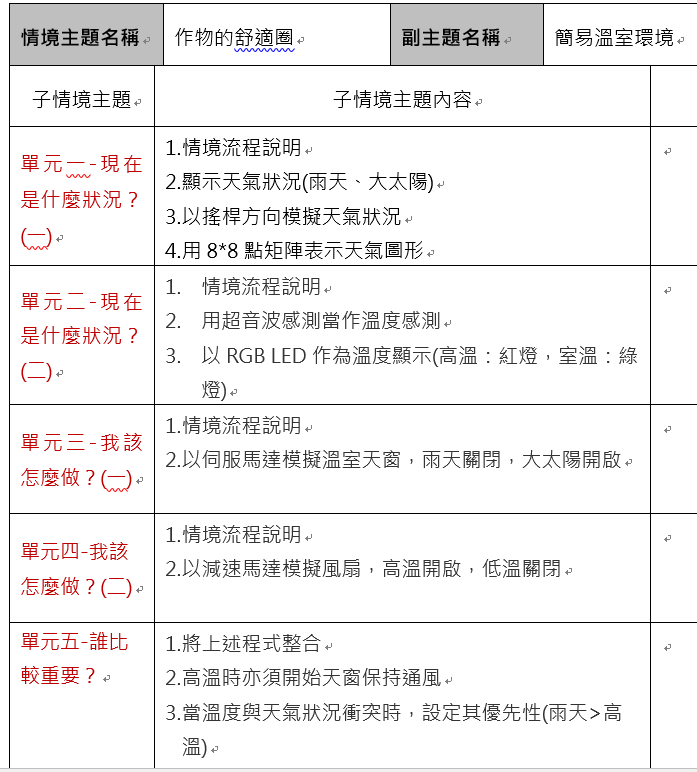 情境主題名稱 作物的舒適圈 副主題名稱 簡易溫室環境
子情境主題 子情境主題內容
單元一-現在
是什麼狀況？
(一)
1.情境流程說明
2.顯示天氣狀況(雨天、大太陽)
3.以搖桿方向模擬天氣狀況
4.用 8*8 點矩陣表示天氣圖形
單元二-現在
是什麼狀況？
(二)
1. 情境流程說明
2. 用超音波感測當作溫度感測
3. 以 RGB LED 作為溫度顯示(高溫：紅燈，室溫：綠
燈)
單元三-我該
怎麼做？(一)
1.情境流程說明
2.以伺服馬達模擬溫室天窗，雨天關閉，大太陽開啟
單元四-我該
怎麼做？(二)
1.情境流程說明
2.以減速馬達模擬風扇，高溫開啟，低溫關閉
單元五-誰比
較重要？
1.將上述程式整合
2.高溫時亦須開始天窗保持通風
3.當溫度與天氣狀況衝突時，設定其優先性(雨天>高
溫)